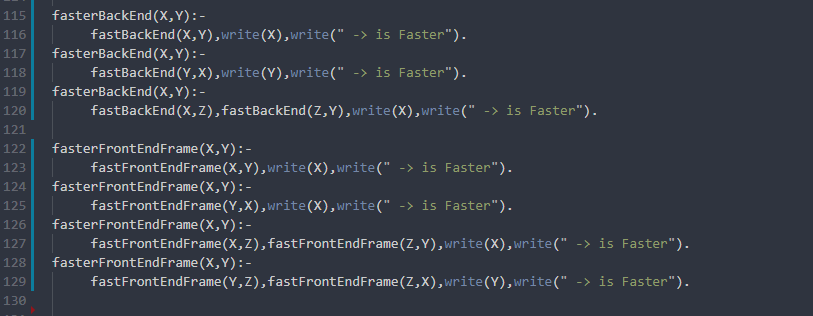 115 fasterBackEnd(X,Y):-
116     fastBackEnd(X,Y),write(X),write(" -> is Faster").
117 fasterBackEnd(X,Y):-
118     fastBackEnd(Y,X),write(Y),write(" -> is Faster").
119 fasterBackEnd(X,Y):-
120     fastBackEnd(X,Z),fastBackEnd(Z,Y),write(X),write(" -> is Faster").
121
122 fasterFrontEndFrame(X,Y):-
123     fastFrontEndFrame(X,Y),write(X),write(" -> is Faster").
124 fasterFrontEndFrame(X,Y):-
125     fastFrontEndFrame(Y,X),write(X),write(" -> is Faster").
126 fasterFrontEndFrame(X,Y):-
127     fastFrontEndFrame(X,Z),fastFrontEndFrame(Z,Y),write(X),write(" -> is Faster").
128 fasterFrontEndFrame(X,Y):-
129     fastFrontEndFrame(Y,Z),fastFrontEndFrame(Z,X),write(Y),write(" -> is Faster").
130